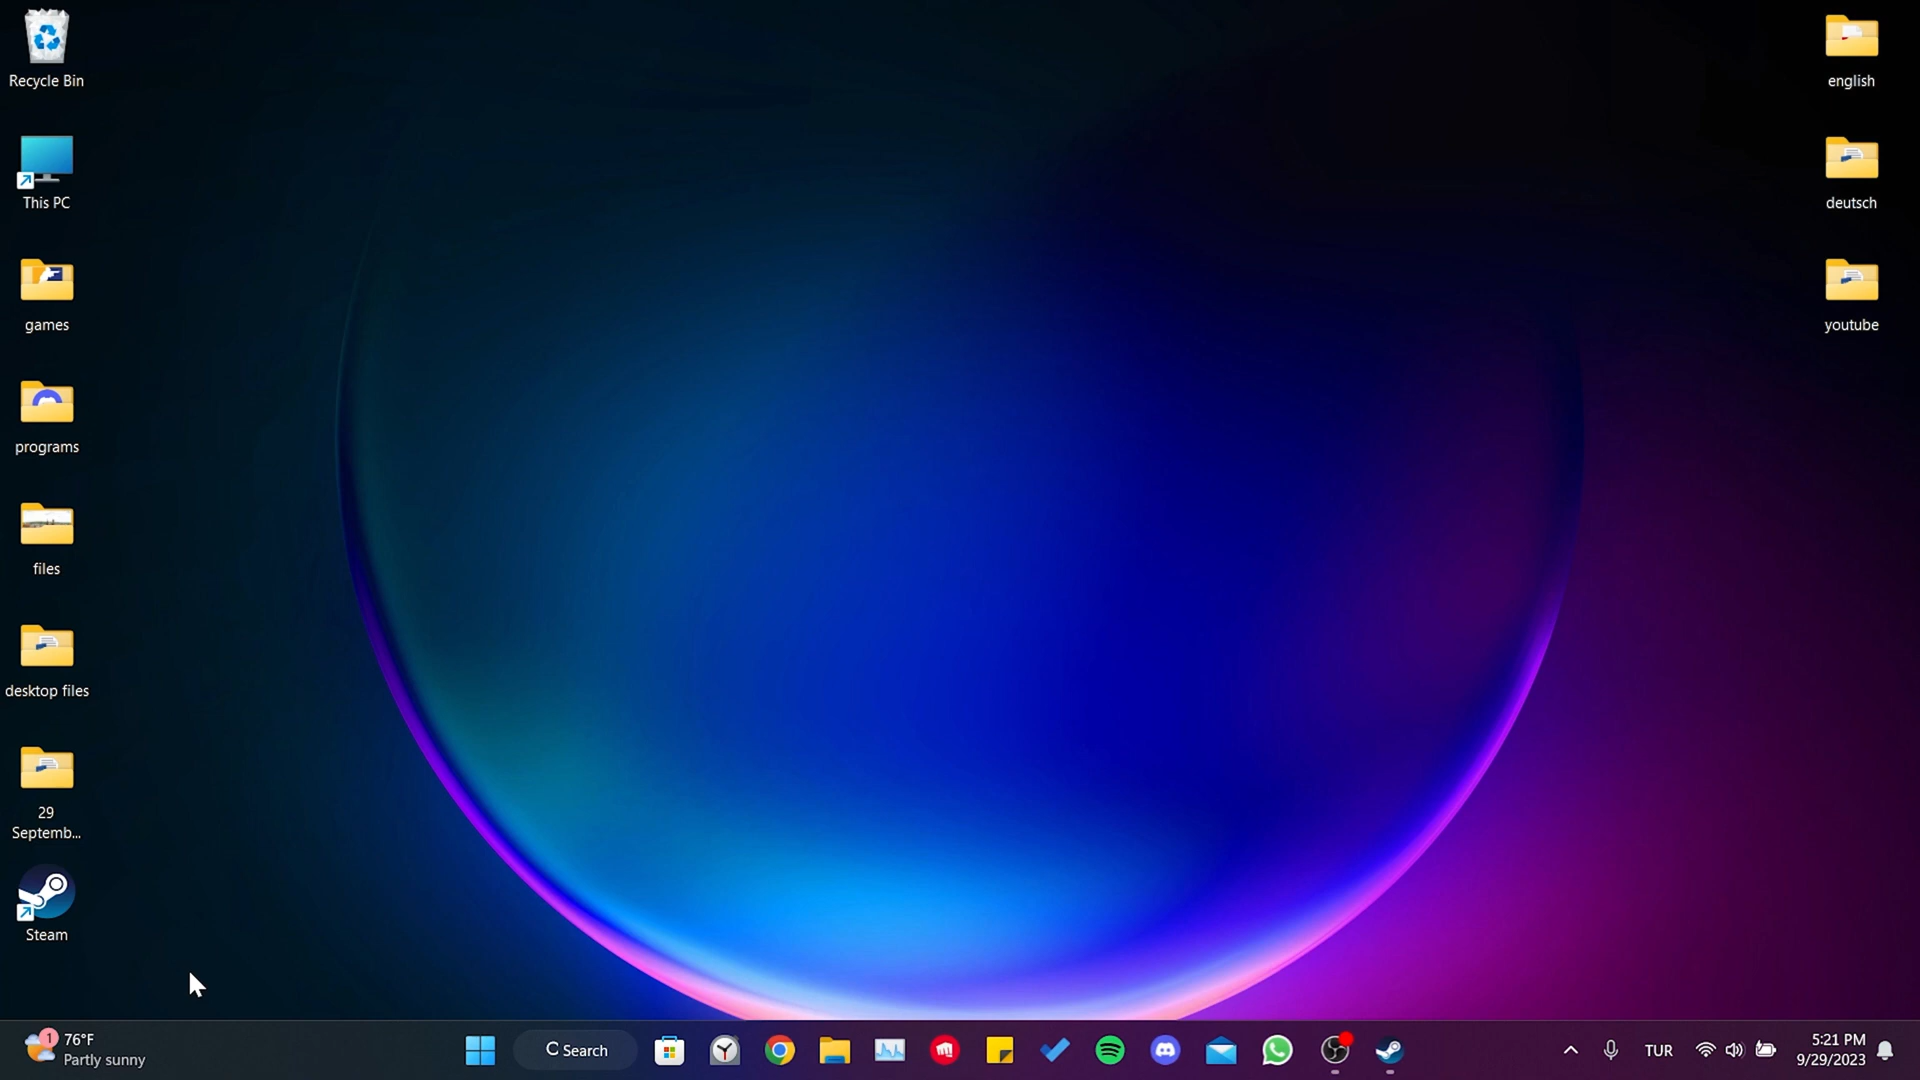 Recycle Bin
This PC
games
programs
files
desktop files
29
Septemb...
Steam
english
deutsch
youtube
1
76°F
Partly sunny
Search
TUR
5:21 PM
9/29/2023